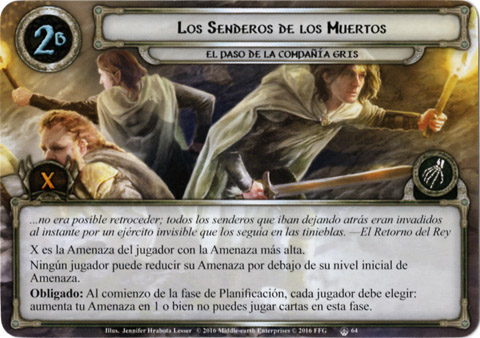 2B
Los Senderos de los Muertos
EL PASO DE LA COMPAÑÍA GRIS
X
...no era posible retroceder; todos los senderos que iban dejando atrás eran invadidos
al instante por un ejército invisible que los seguía en las tinieblas. —El Retorno del Rey
X es la Amenaza del jugador con la Amenaza más alta.
Ningún jugador puede reducir su Amenaza por debajo de su nivel inicial de
Amenaza.
Obligado: Al comienzo de la fase de Planificación, cada jugador debe elegir:
aumenta tu Amenaza en 1 o bien no puedes jugar cartas en esta fase.
Illus. Jennifer Hrabota Lesser © 2016 Middle-earth Enterprises © 2016 FFG 64